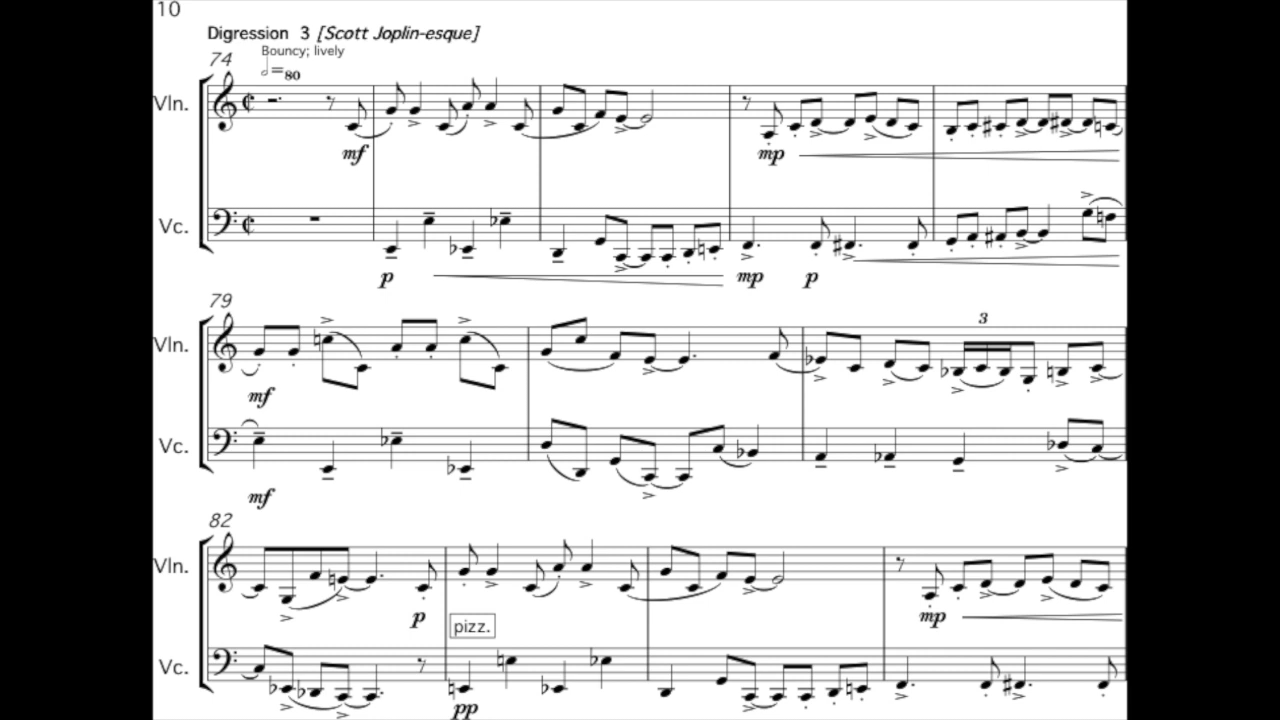 10
Digression 3 [Scott Joplin-esque]
Bouncy; lively
74
=80
Vln.
mf
mp
Vc.
p
mp
p
79
Vln.
3
mf
Vc.
mf
82
Vln.
p
mp
pizz.
Vc.
pp